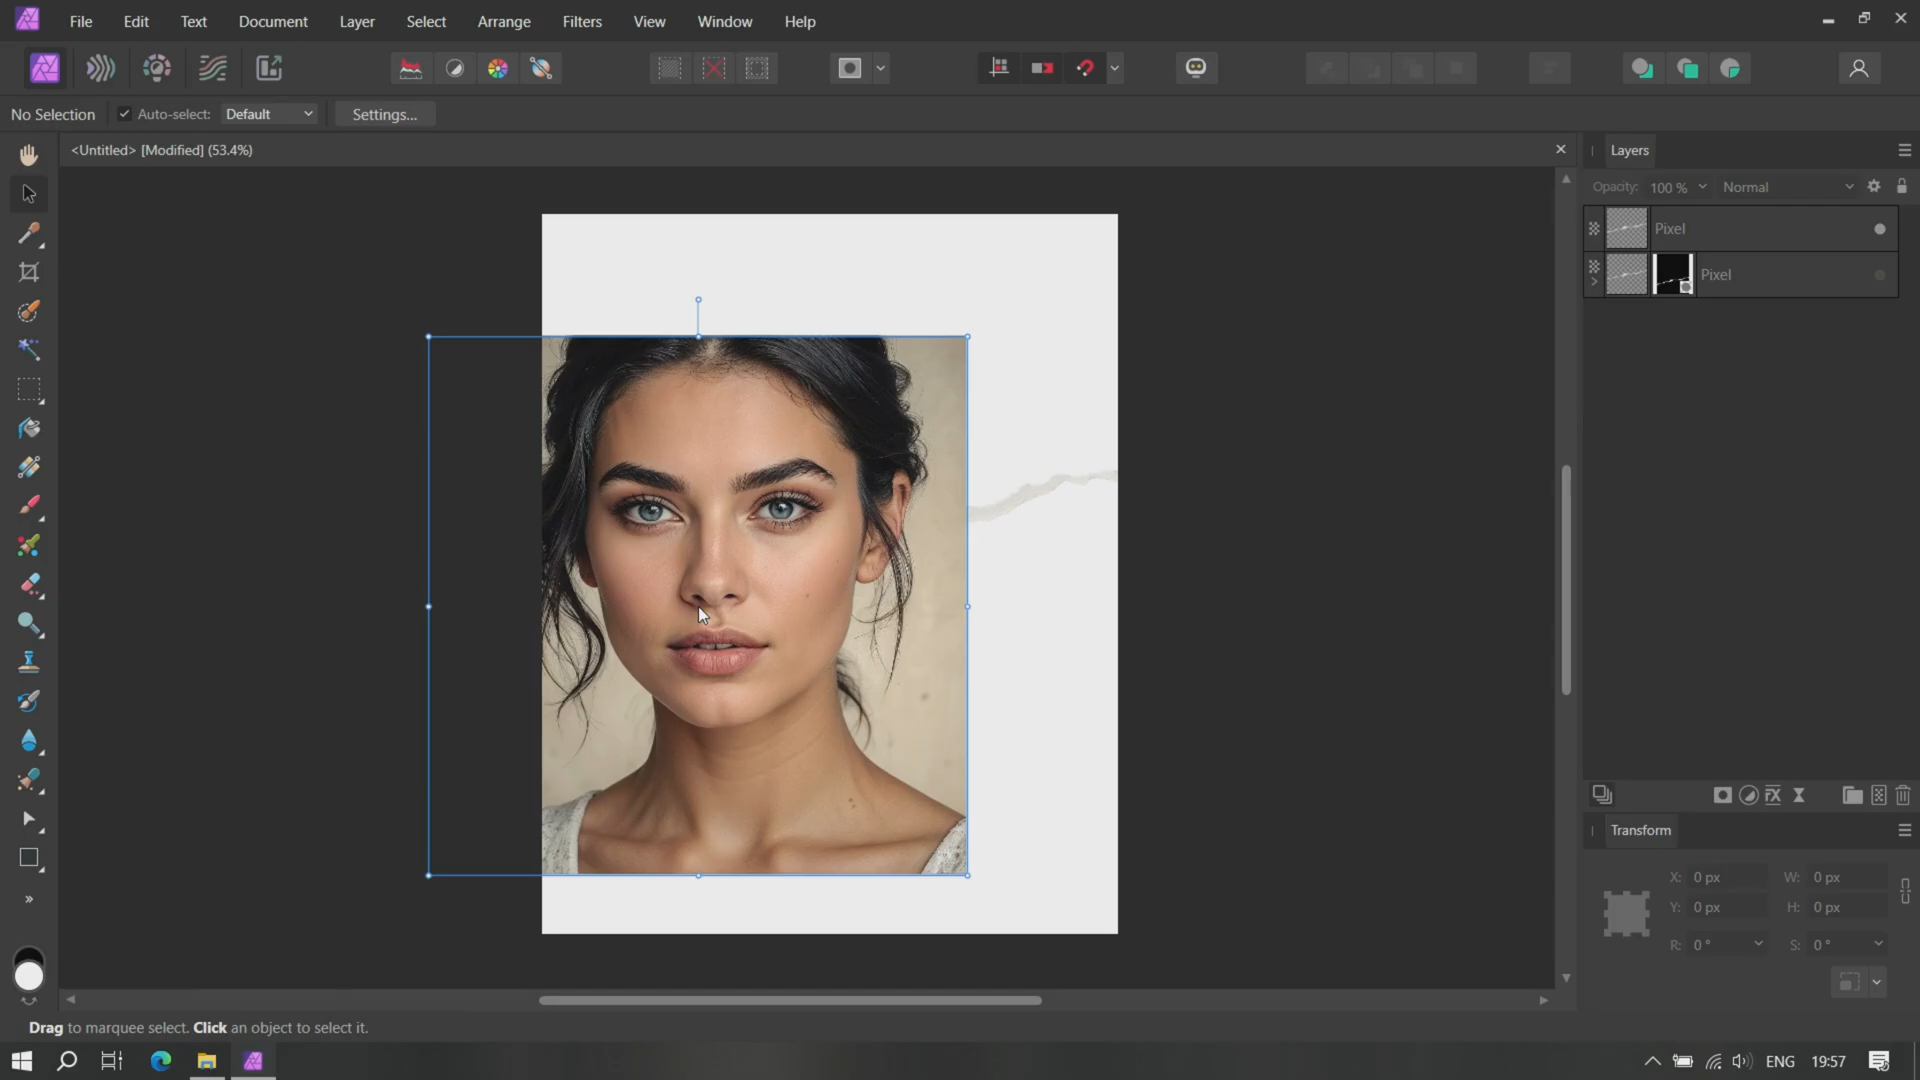 File Edit Text Document Layer Select Arrange Filters View Window Help
No Selection Auto-select: Default Settings...
<Untitled> [Modified] (53.4%)
Layers
Opacity: 100 % Normal
Pixel
Pixel
Transform
X: 0 px W: 0 px
Y: 0 px H: 0 px
R: 0 ° S: 0 °
Drag to marquee select. Click an object to select it.
ENG 19:57